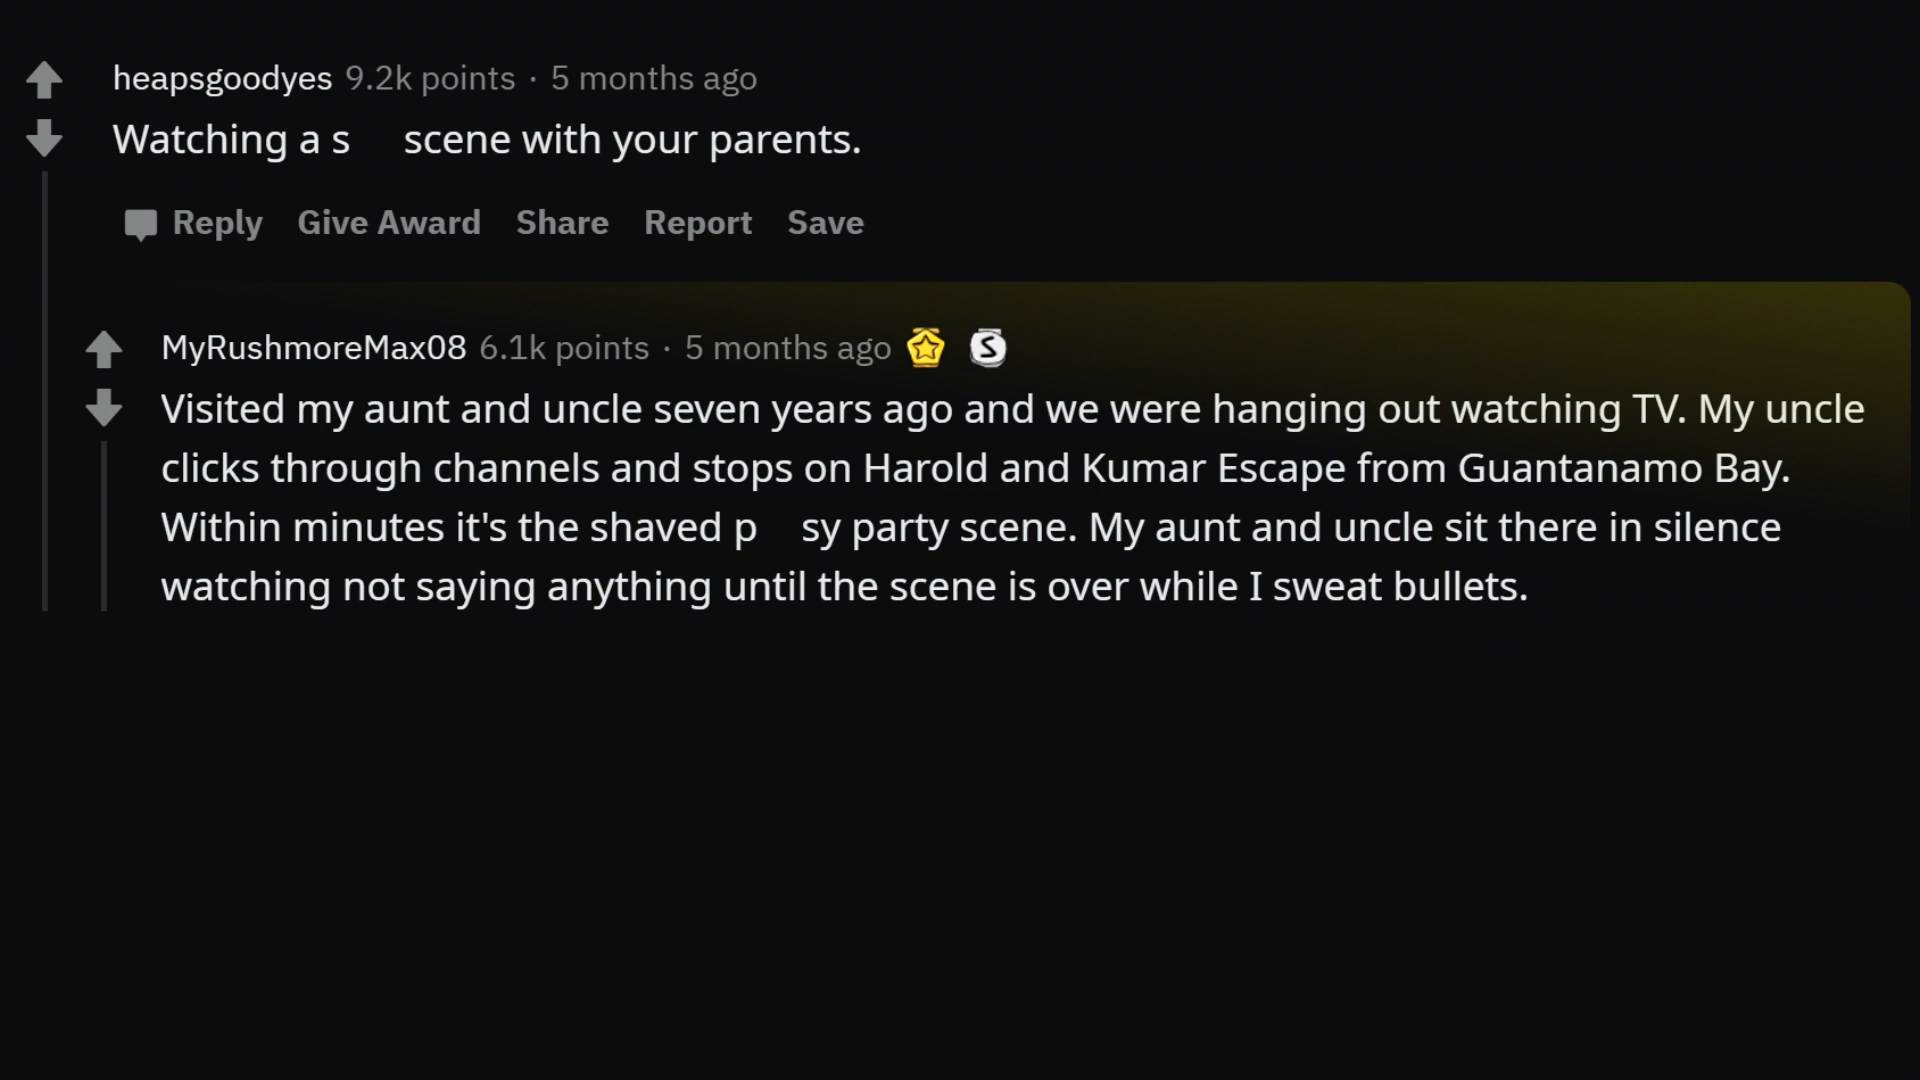 heapsgoodyes 9.2k points · 5 months ago
Watching a s scene with your parents.
Reply Give Award Share Report Save
MyRushmoreMax08 6.1k points · 5 months ago
Visited my aunt and uncle seven years ago and we were hanging out watching TV. My uncle
clicks through channels and stops on Harold and Kumar Escape from Guantanamo Bay.
Within minutes it's the shaved p sy party scene. My aunt and uncle sit there in silence
watching not saying anything until the scene is over while I sweat bullets.